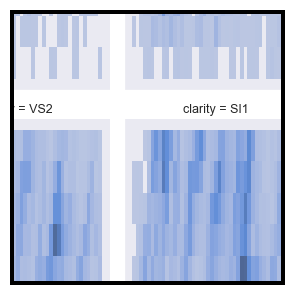 = VS2
clarity = SI1